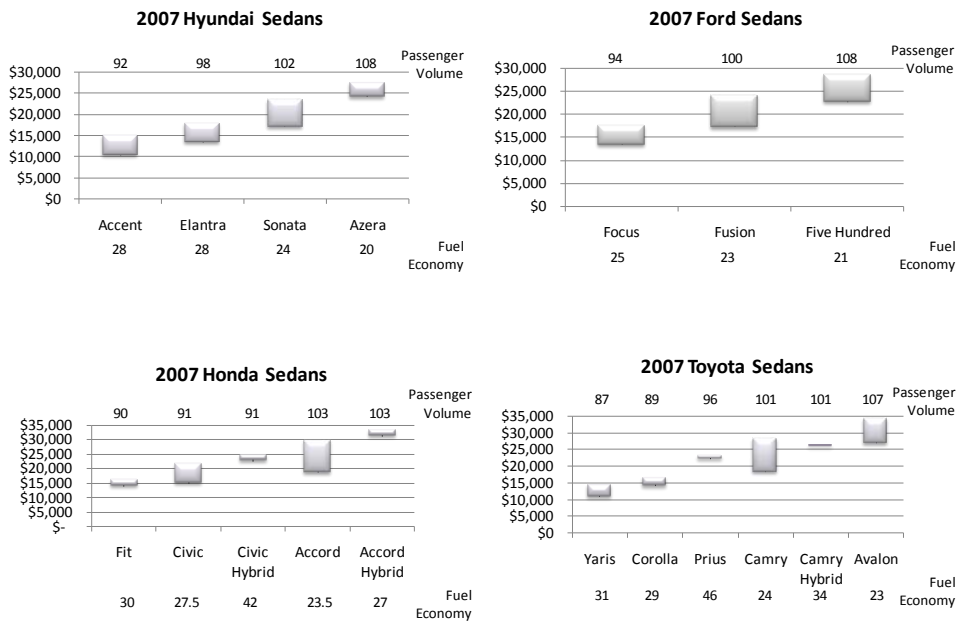 2007 Hyundai Sedans
Passenger
Volume
92 98 102 108
$30,000
$25,000
$20,000
$15,000
$10,000
$5,000
$0
Accent Elantra Sonata Azera
28 28 24 20
Fuel
Economy
2007 Ford Sedans
Passenger
Volume
94 100 108
$30,000
$25,000
$20,000
$15,000
$10,000
$5,000
$0
Focus Fusion Five Hundred
25 23 21
Fuel
Economy
2007 Honda Sedans
Passenger
Volume
90 91 91 103 103
$35,000
$30,000
$25,000
$20,000
$15,000
$10,000
$5,000
$-
Fit Civic Civic Accord Accord
Hybrid Hybrid
30 27.5 42 23.5 27
Fuel
Economy
2007 Toyota Sedans
Passenger
Volume
87 89 96 101 101 107
$35,000
$30,000
$25,000
$20,000
$15,000
$10,000
$5,000
$0
Yaris Corolla Prius Camry Camry Avalon
Hybrid
31 29 46 24 34 23
Fuel
Economy